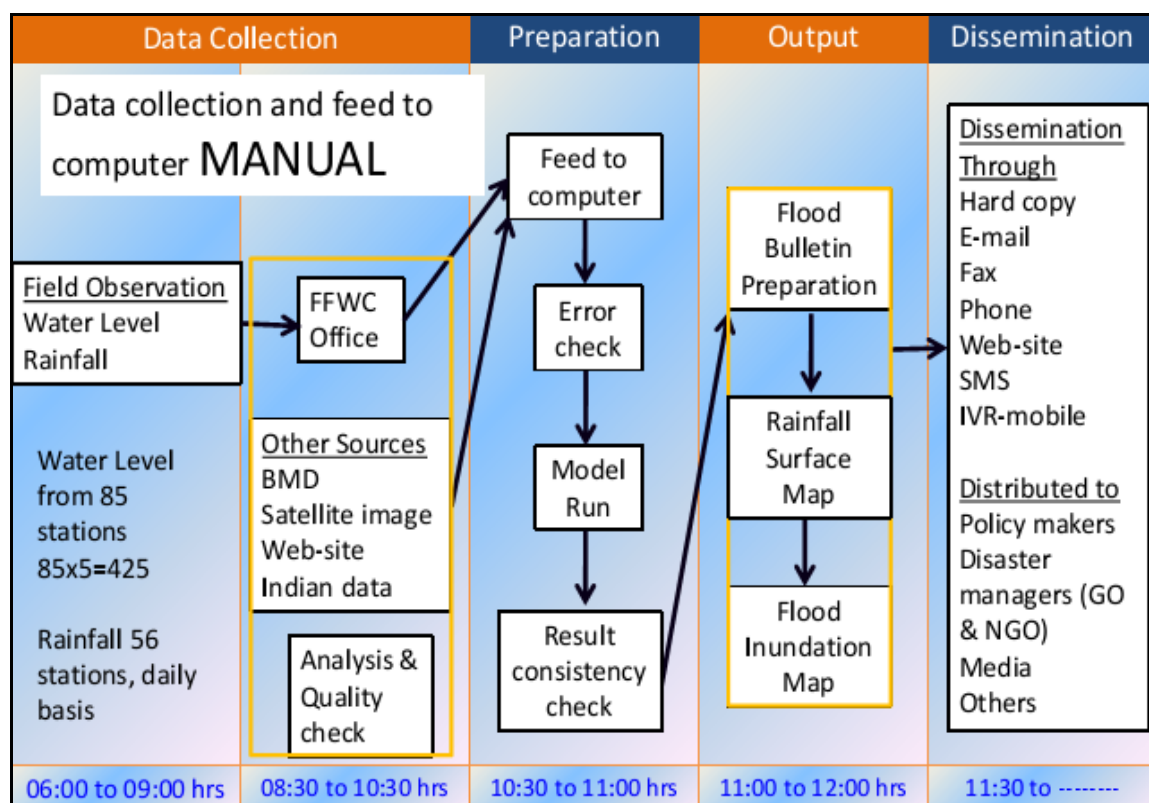 Data Collection
Preparation
Output
Dissemination
Data collection and feed to
computer MANUAL
Field Observation
Water Level
Rainfall
Water Level
from 85
stations
85x5=425
Rainfall 56
stations, daily
basis
FFWC
Office
Other Sources
BMD
Satellite image
Web-site
Indian data
Analysis &
Quality
check
Feed to
computer
Error
check
Model
Run
Result
consistency
check
Flood
Bulletin
Preparation
Rainfall
Surface
Map
Flood
Inundation
Map
Dissemination
Through
Hard copy
E-mail
Fax
Phone
Web-site
SMS
IVR-mobile
Distributed to
Policy makers
Disaster
managers (GO
& NGO)
Media
Others
06:00 to 09:00 hrs
08:30 to 10:30 hrs
10:30 to 11:00 hrs
11:00 to 12:00 hrs
11:30 to --------